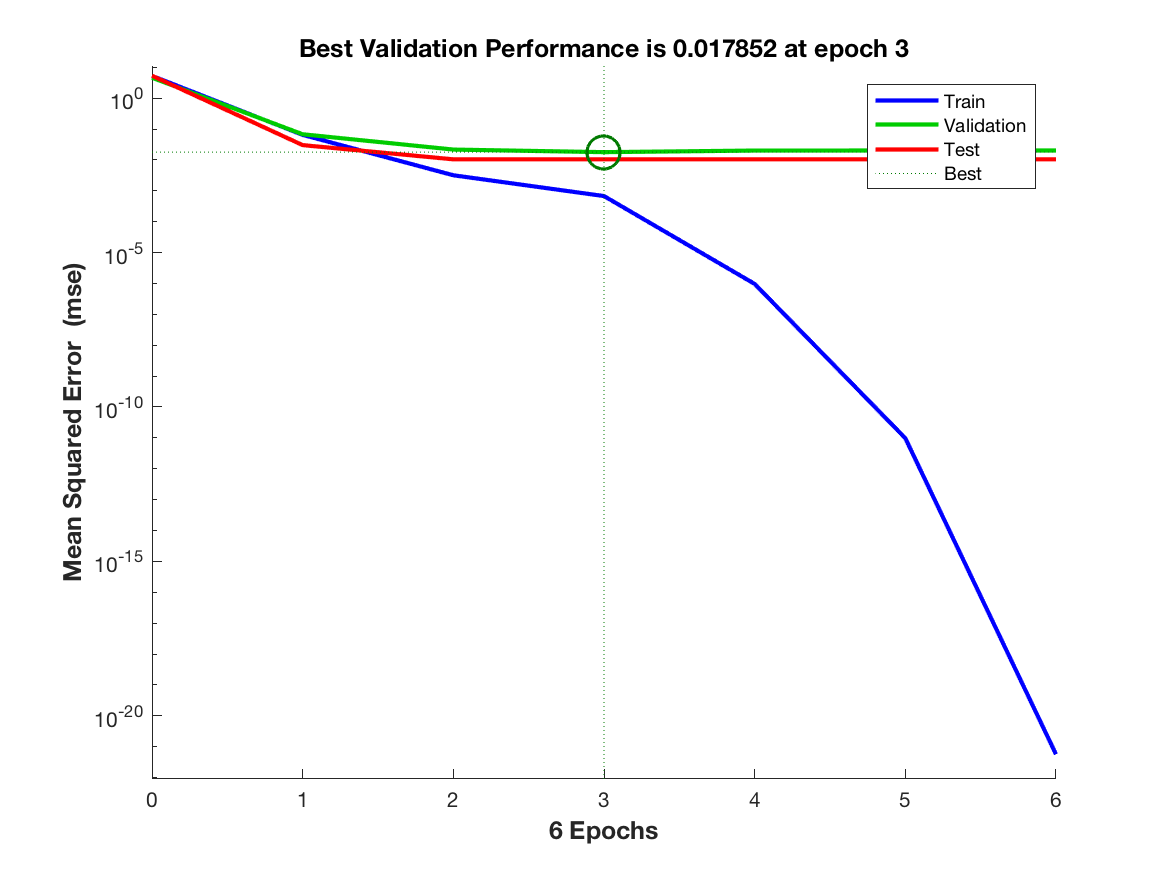 Best Validation Performance is 0.017852 at epoch 3
Mean Squared Error (mse)
10^0
10^-5
10^-10
10^-15
10^-20
Train
Validation
Test
Best
0 1 2 3 4 5 6
6 Epochs